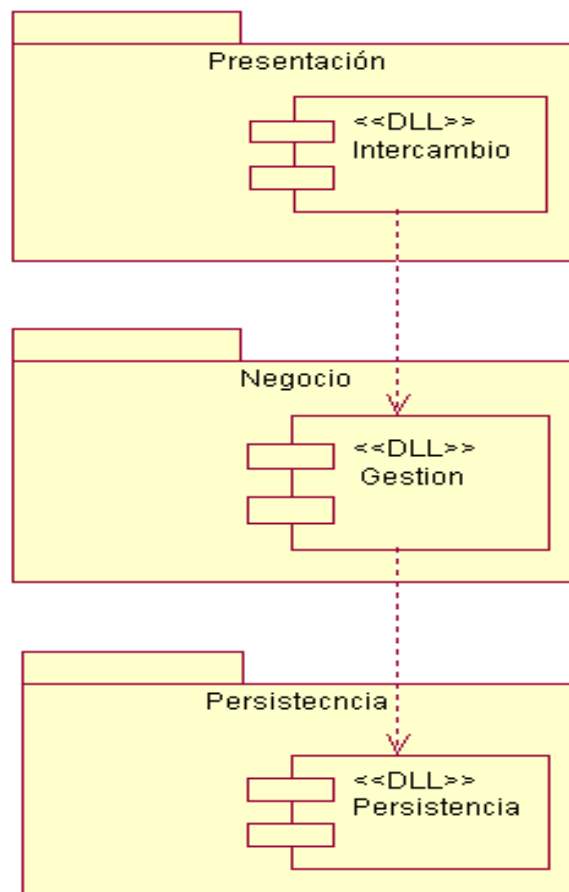 Presentación
<<DLL>>
Intercambio
Negocio
<<DLL>>
Gestion
Persistecncia
<<DLL>>
Persistencia